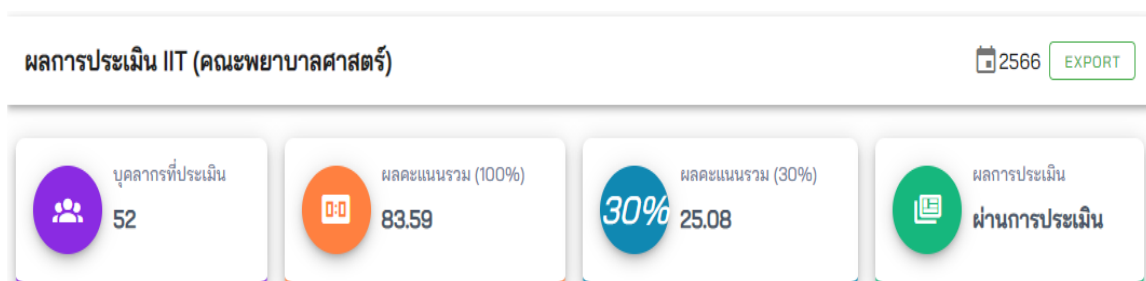 ผลการประเมิน IIT (คณะพยาบาลศาสตร์)
2566 EXPORT
บุคลากรที่ประเมิน
52
ผลคะแนนรวม (100%)
83.59
30%
ผลคะแนนรวม (30%)
25.08
ผลการประเมิน
ผ่านการประเมิน